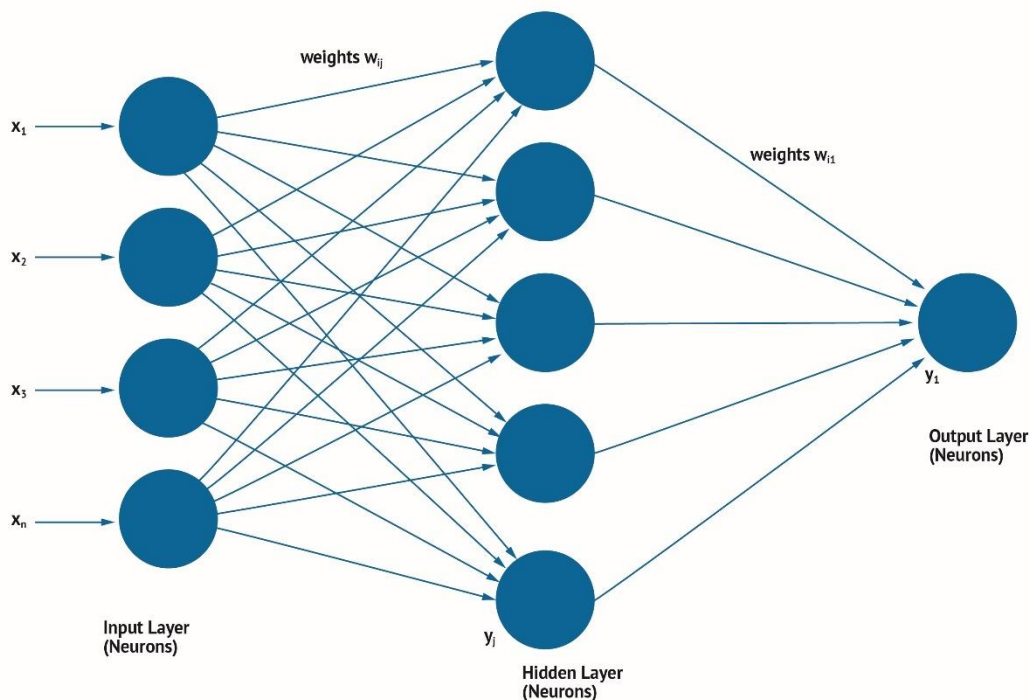 weights wij
x1
weights wi1
x2
x3
y1
Output Layer
(Neurons)
xn
Input Layer
(Neurons)
yj
Hidden Layer
(Neurons)